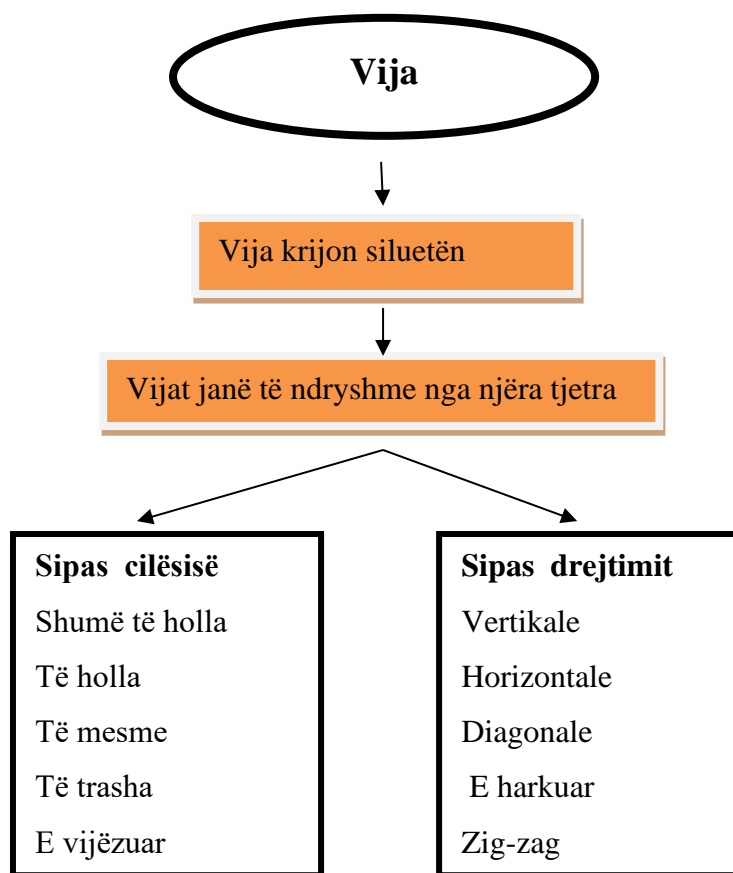 Vija
Vija krijon siluetën
Vijat janë të ndryshme nga njëra tjetra
Sipas cilësisë
Shumë të holla
Të holla
Të mesme
Të trasha
E vijëzuar
Sipas drejtimit
Vertikale
Horizontale
Diagonale
E harkuar
Zig-zag